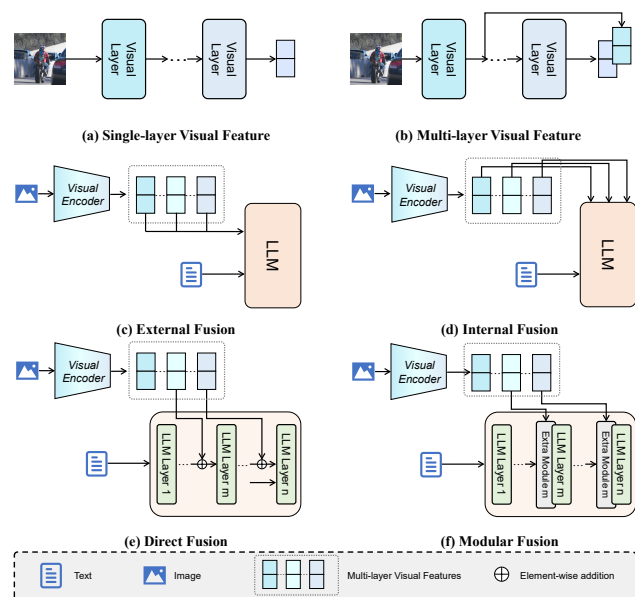 Visual Layer
Visual Layer
(a) Single-layer Visual Feature
Visual Layer
Visual Layer
(b) Multi-layer Visual Feature
Visual
Encoder
LLM
(c) External Fusion
Visual
Encoder
LLM
(d) Internal Fusion
Visual
Encoder
LLM Layer 1
LLM Layer m
LLM Layer n
(e) Direct Fusion
Visual
Encoder
LLM Layer 1
Extra Module m
LLM Layer m
Extra Module m
LLM Layer n
(f) Modular Fusion
Text
Image
Multi-layer Visual Features
Element-wise addition